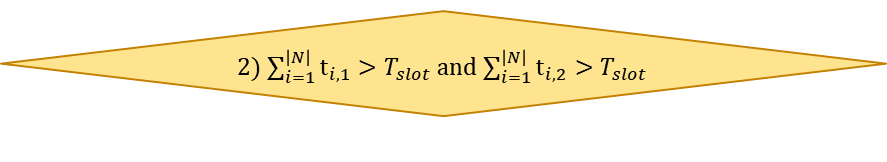 2) ∑_{i=1}^{|N|} t_{i,1} > T_{slot} and ∑_{i=1}^{|N|} t_{i,2} > T_{slot}